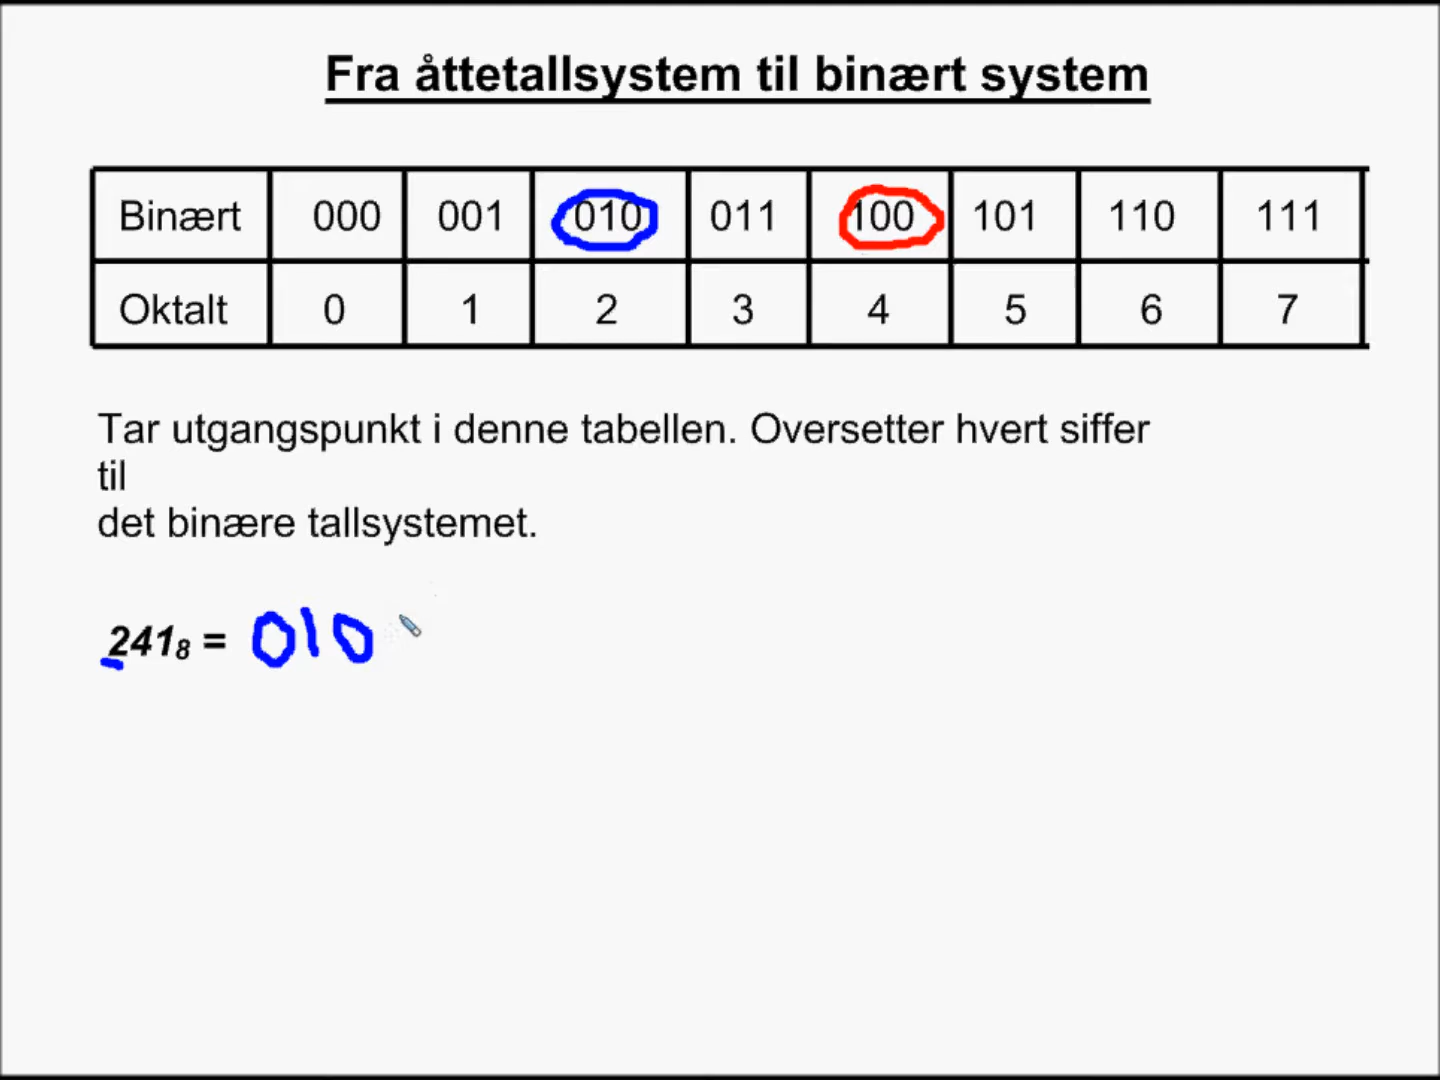 Fra åttetallsystem til binært system
Binært 000 001 010 011 100 101 110 111
Oktalt 0 1 2 3 4 5 6 7
Tar utgangspunkt i denne tabellen. Oversetter hvert siffer
til
det binære tallsystemet.
241₈ = 010